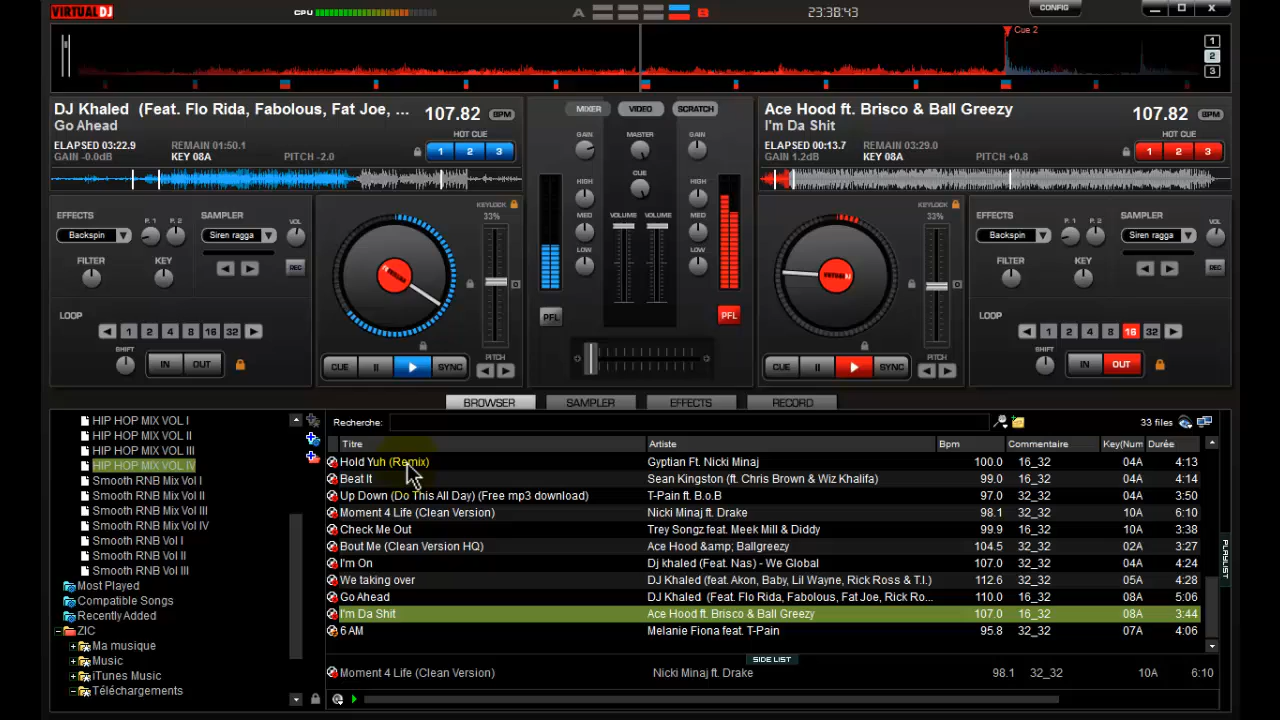 VIRTUAL DJ
CPU
A
B
23:38:43
CONFIG
Cue 2
1
2
3
DJ Khaled (Feat. Flo Rida, Fabolous, Fat Joe, ...
107.82 BPM
Go Ahead
HOT CUE
ELAPSED 03:22.9
REMAIN 01:50.1
GAIN -0.0dB
KEY 08A
PITCH -2.0
1 2 3
MIXER VIDEO SCRATCH
Ace Hood ft. Brisco & Ball Greezy
107.82 BPM
I'm Da Shit
HOT CUE
ELAPSED 00:13.7
REMAIN 03:29.0
GAIN 1.2dB
KEY 08A
PITCH +0.8
1 2 3
EFFECTS
P. 1 P. 2
SAMPLER
VOL
Backspin
Siren ragga
FILTER
KEY
REC
LOOP
1 2 4 8 16 32
SHIFT
IN OUT
KEYLOCK
33%
CUE
SYNC
PITCH
GAIN MASTER GAIN
CUE
HIGH HIGH
MED VOLUME VOLUME MED
LOW LOW
PFL PFL
KEYLOCK
33%
CUE
SYNC
PITCH
EFFECTS
P. 1 P. 2
SAMPLER
VOL
Backspin
Siren ragga
FILTER
KEY
REC
LOOP
1 2 4 8 16 32
SHIFT
IN OUT
BROWSER SAMPLER EFFECTS RECORD
HIP HOP MIX VOL I
HIP HOP MIX VOL II
HIP HOP MIX VOL III
HIP HOP MIX VOL IV
Smooth RNB Mix Vol I
Smooth RNB Mix Vol II
Smooth RNB Mix Vol III
Smooth RNB Mix Vol IV
Smooth RNB Vol I
Smooth RNB Vol II
Smooth RNB Vol III
Most Played
Compatible Songs
Recently Added
ZIC
Ma musique
Music
iTunes Music
Téléchargements
Recherche:
33 files
Titre Artiste Bpm Commentaire Key(Num Durée
Hold Yuh (Remix) Gyptian Ft. Nicki Minaj 100.0 16_32 04A 4:13
Beat It Sean Kingston (ft. Chris Brown & Wiz Khalifa) 99.0 16_32 04A 4:14
Up Down (Do This All Day) (Free mp3 download) T-Pain ft. B.o.B 97.0 16_32 04A 3:50
Moment 4 Life (Clean Version) Nicki Minaj ft. Drake 98.1 32_32 10A 6:10
Check Me Out Trey Songz feat. Meek Mill & Diddy 99.9 16_32 10A 3:38
Bout Me (Clean Version HQ) Ace Hood &amp; Ballgreezy 104.5 32_32 02A 3:27
I'm On Dj khaled (Feat. Nas) - We Global 107.0 32_32 04A 4:24
We taking over DJ Khaled (feat. Akon, Baby, Lil Wayne, Rick Ross & T.I.) 112.6 32_32 05A 4:28
Go Ahead DJ Khaled (Feat. Flo Rida, Fabolous, Fat Joe, Rick Ro... 110.0 16_32 08A 5:06
I'm Da Shit Ace Hood ft. Brisco & Ball Greezy 107.0 16_32 08A 3:44
6 AM Melanie Fiona feat. T-Pain 95.8 32_32 07A 4:06
SIDE LIST
Moment 4 Life (Clean Version) Nicki Minaj ft. Drake 98.1 32_32 10A 6:10
PLAYLIST